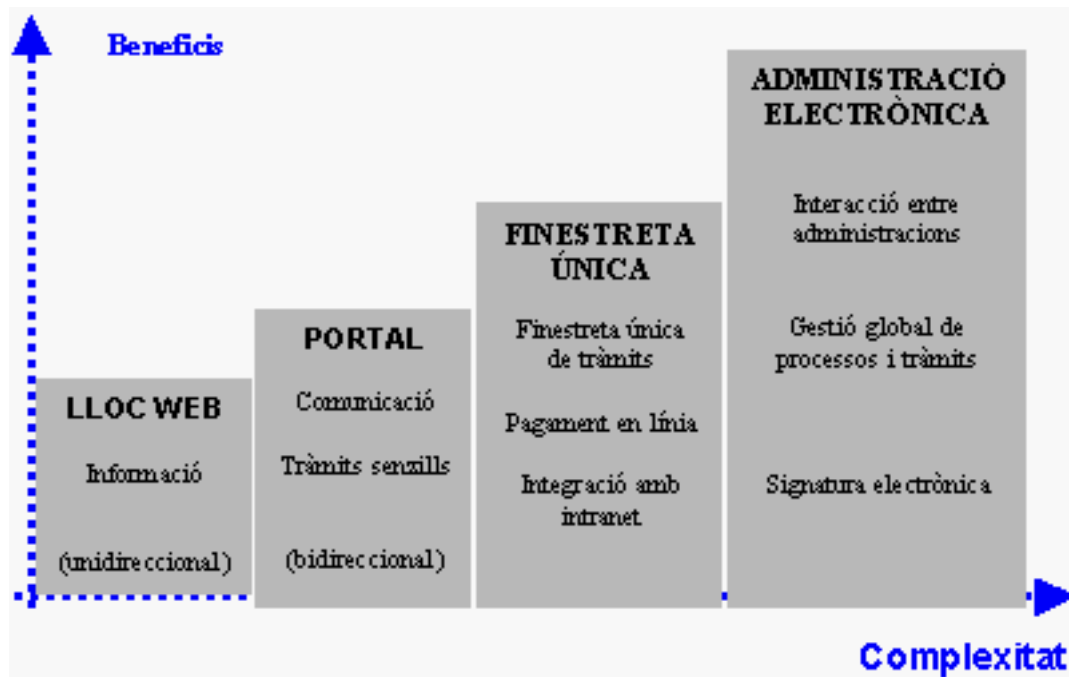 Beneficis
LLOC WEB
Informació
(unidireccional)
PORTAL
Comunicació
Tràmits senzills
(bidireccional)
FINESTRETA
ÚNICA
Finestreta única
de tràmits
Pagament en línia
Integració amb
intranet
ADMINISTRACIÓ
ELECTRÒNICA
Interacció entre
administracions
Gestió global de
processos i tràmits
Signatura electrònica
Complexitat